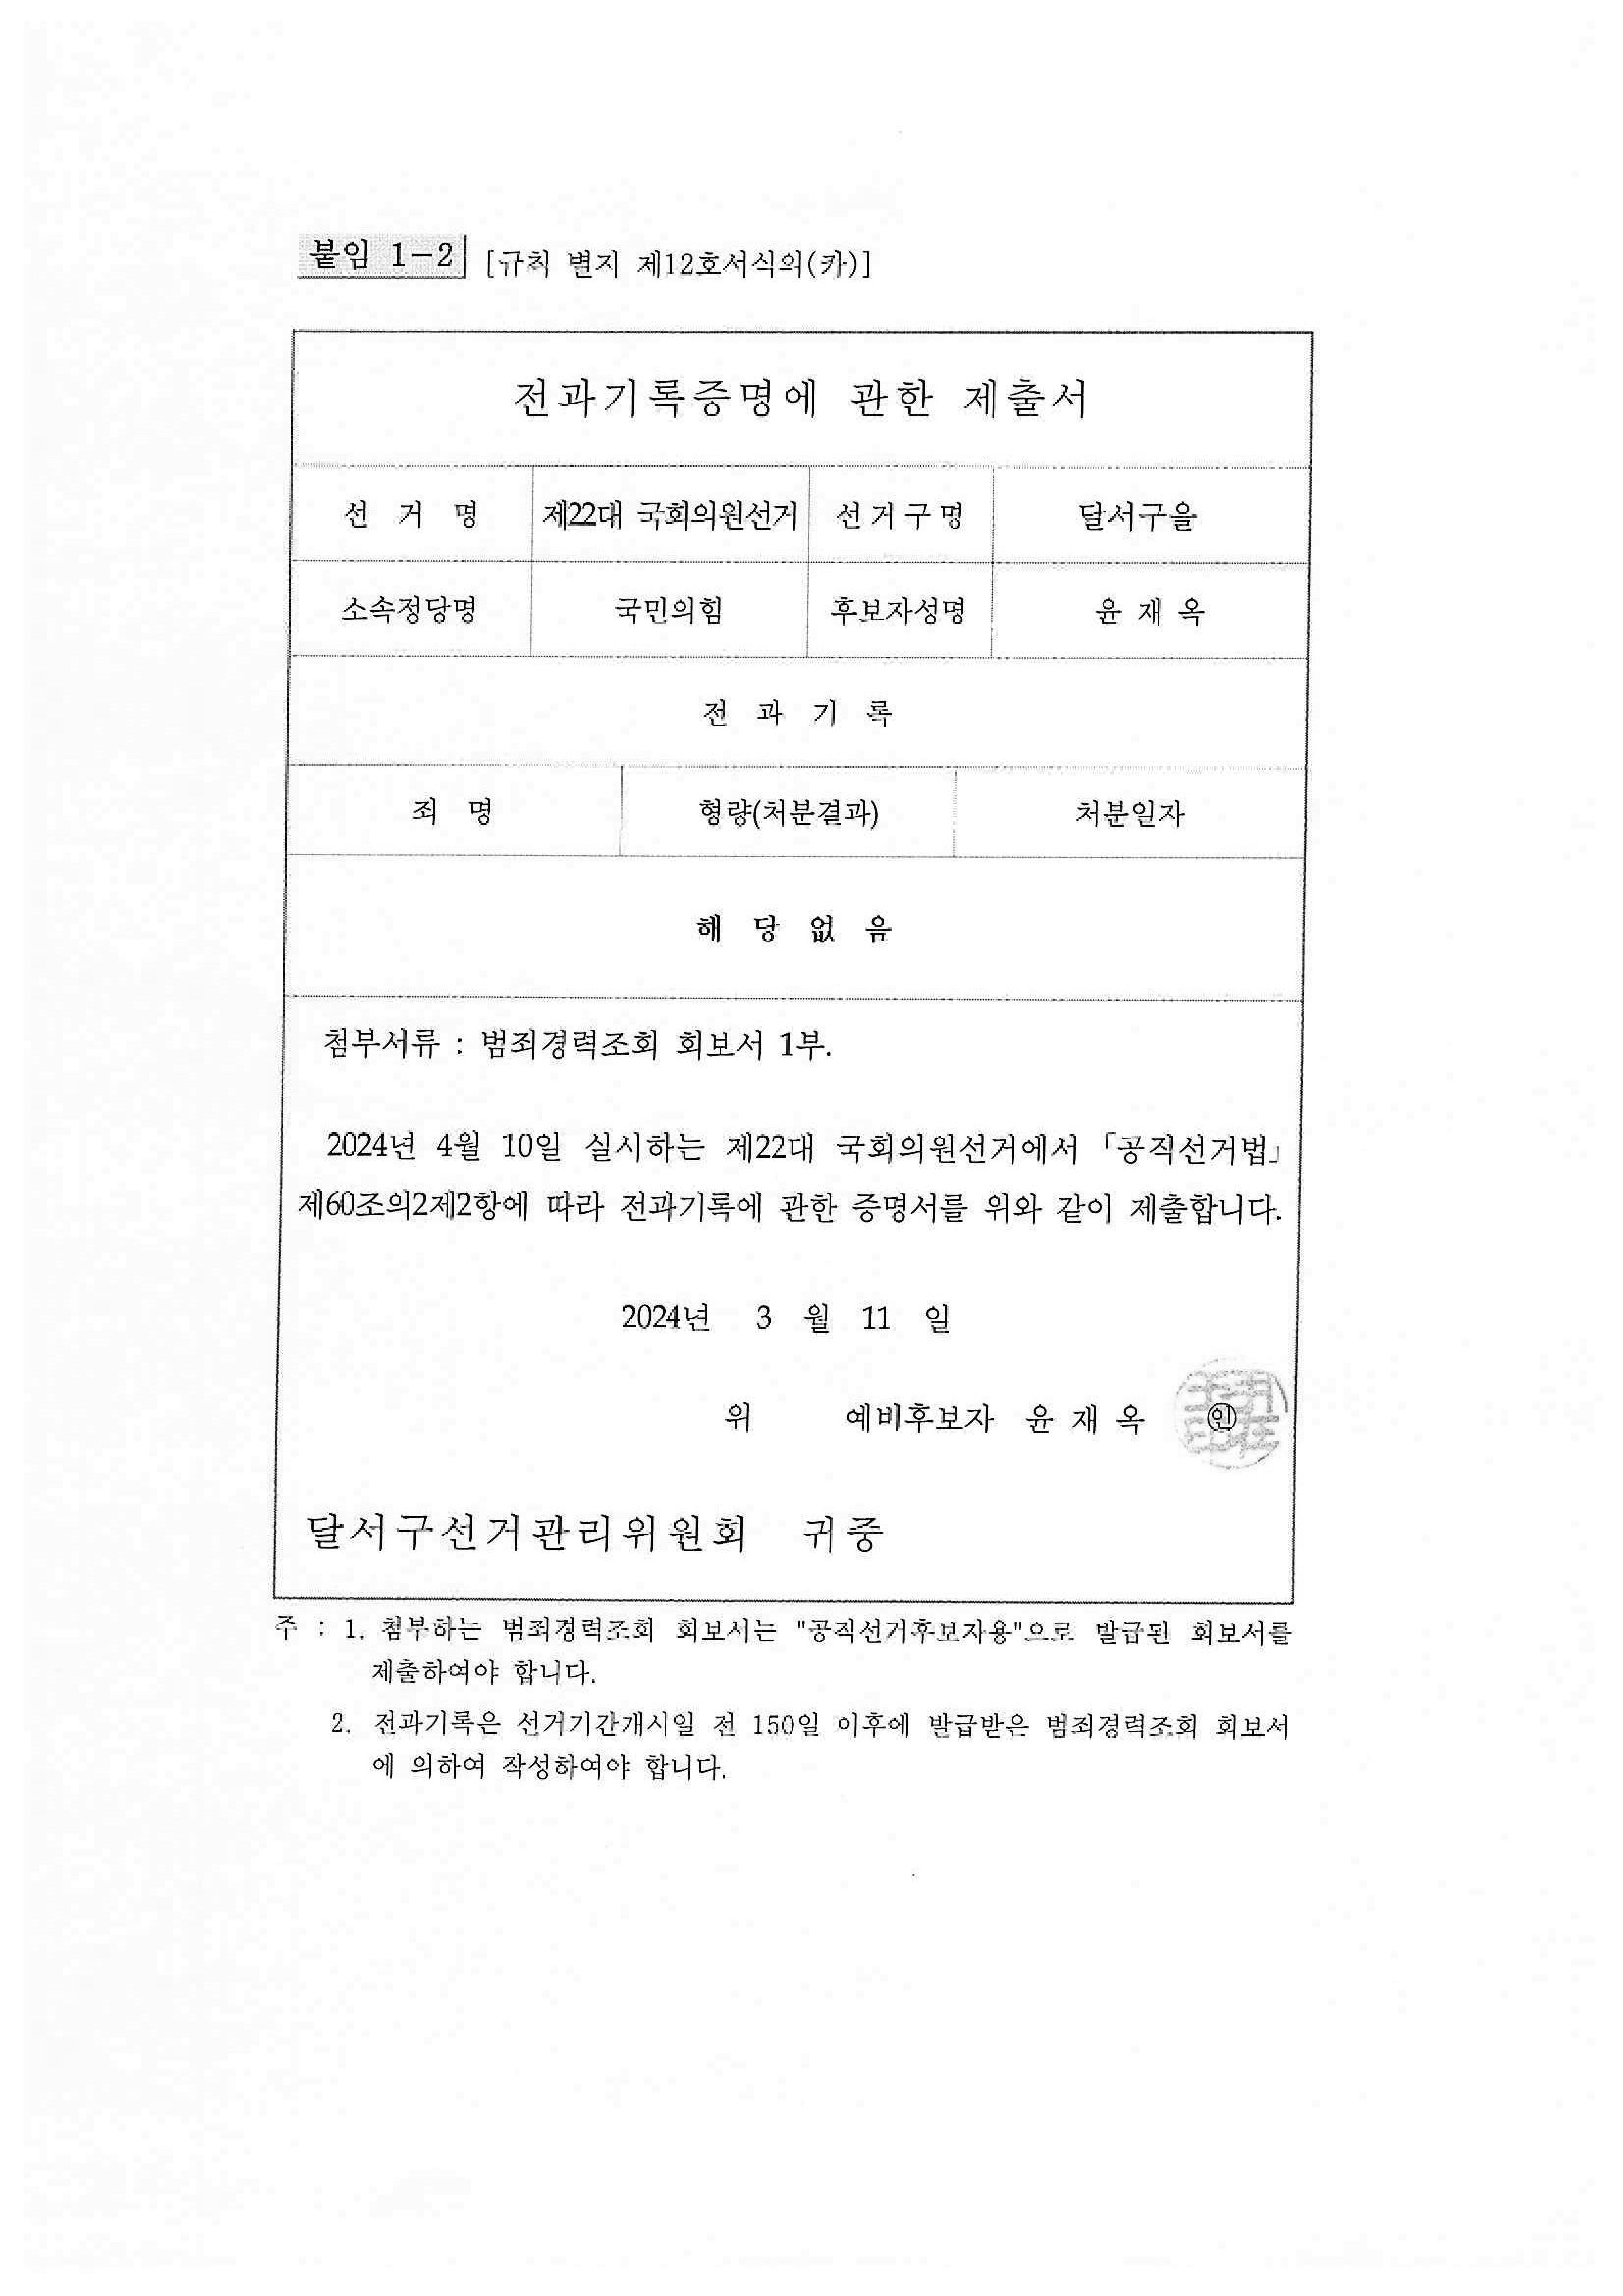 붙임 1-2 [규칙 별지 제12호서식의(카)]
전과기록증명에 관한 제출서
선 거 명 제22대 국회의원선거 선 거 구 명 달서구을
소속정당명 국민의힘 후보자성명 윤 재 옥
전 과 기 록
죄 명 형량(처분결과) 처분일자
해 당 없 음
첨부서류 : 범죄경력조회 회보서 1부.
2024년 4월 10일 실시하는 제22대 국회의원선거에서 「공직선거법」
제60조의2제2항에 따라 전과기록에 관한 증명서를 위와 같이 제출합니다.
2024년 3 월 11 일
위 예비후보자 윤 재 옥 ㊞
달서구선거관리위원회 귀중
주 : 1. 첨부하는 범죄경력조회 회보서는 "공직선거후보자용"으로 발급된 회보서를
제출하여야 합니다.
2. 전과기록은 선거기간개시일 전 150일 이후에 발급받은 범죄경력조회 회보서
에 의하여 작성하여야 합니다.